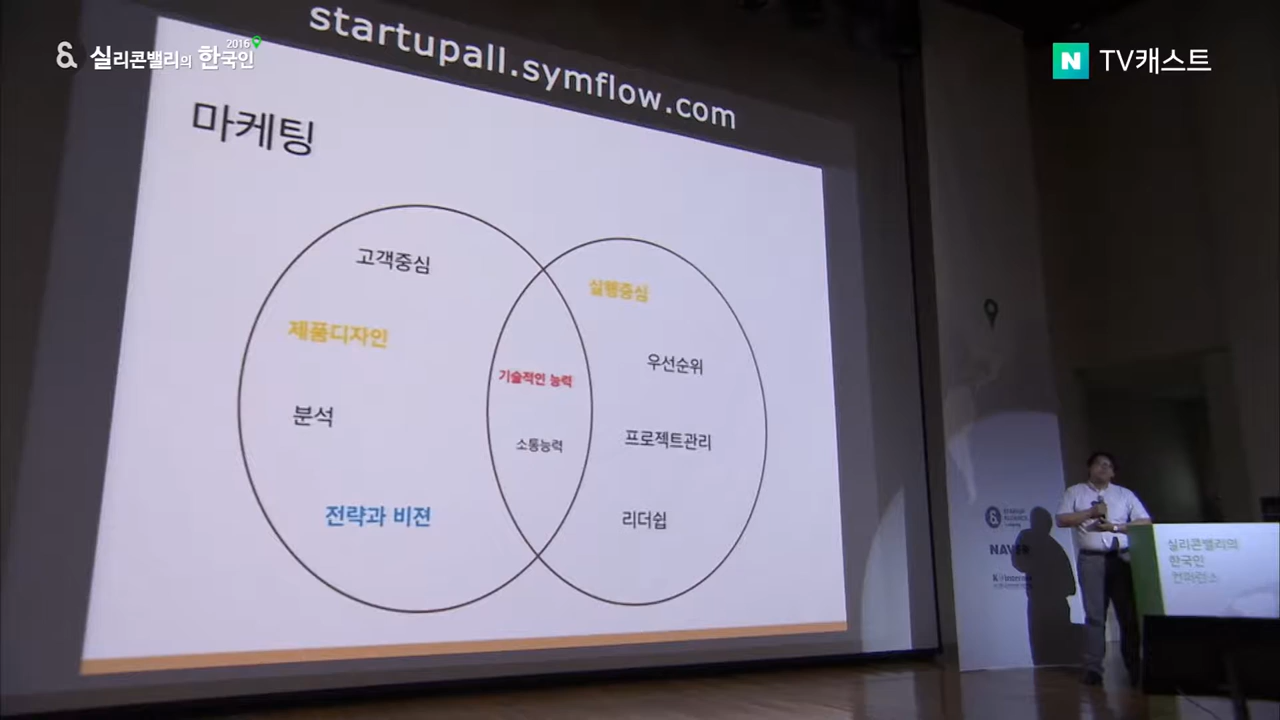 startupall.symflow.com
& 실리콘밸리의 한국인
2016
N TV캐스트
마케팅
고객중심
제품디자인
분석
전략과 비젼
기술적인 능력
소통능력
실행중심
우선순위
프로젝트관리
리더쉽
STARTUP
ALLIANCE
NAVER
실리콘밸리의
한국인
컨퍼런스